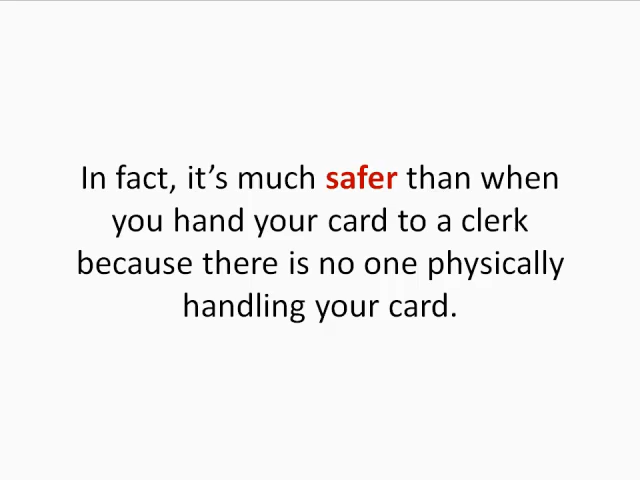 In fact, it’s much safer than when
you hand your card to a clerk
because there is no one physically
handling your card.